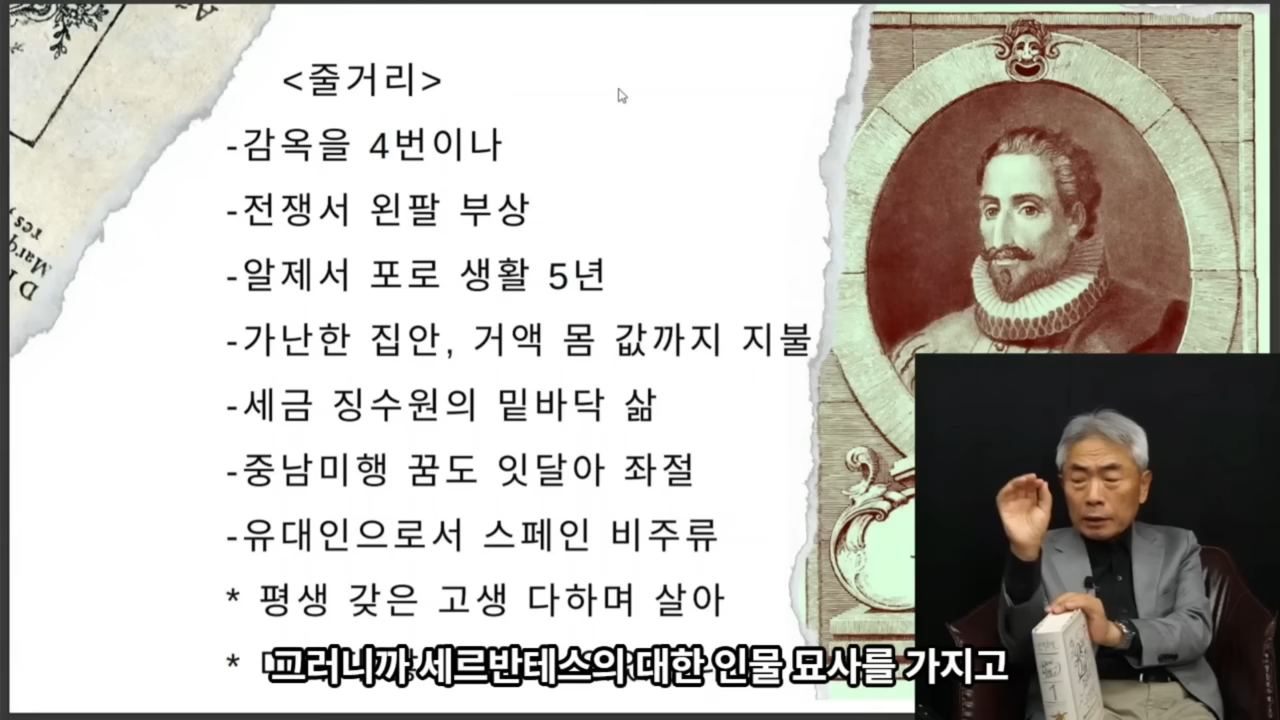 <줄거리>
-감옥을 4번이나
-전쟁서 왼팔 부상
-알제서 포로 생활 5년
-가난한 집안, 거액 몸 값까지 지불
-세금 징수원의 밑바닥 삶
-중남미행 꿈도 잇달아 좌절
-유대인으로서 스페인 비주류
* 평생 갖은 고생 다하며 살아
*
그러니까 세르반테스의 대한 인물 묘사를 가지고
res,
Marq
D
1